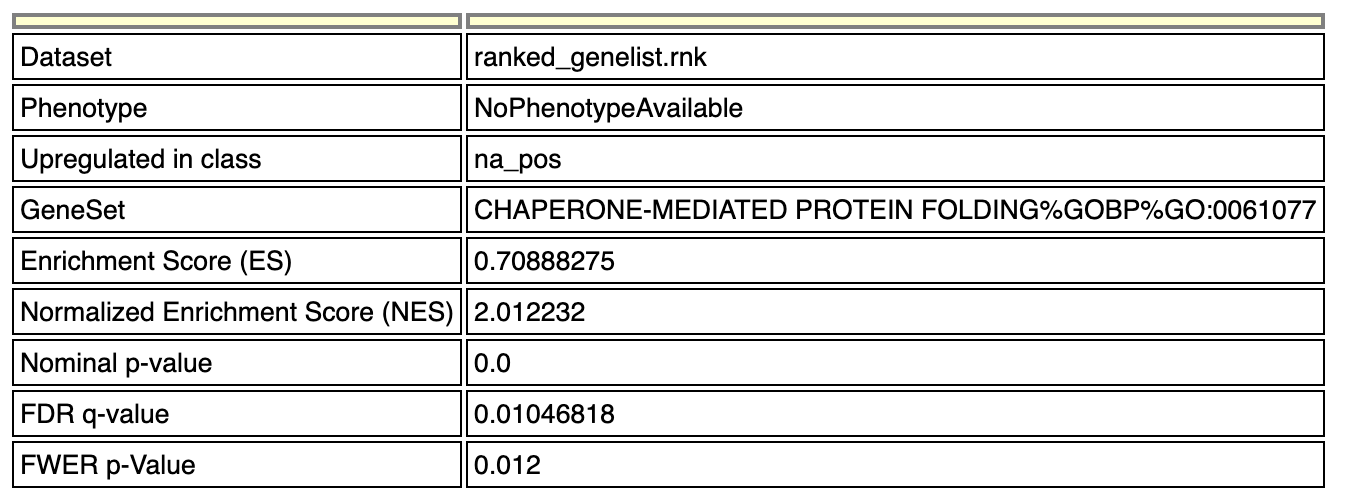 Dataset ranked_genelist.rnk
Phenotype NoPhenotypeAvailable
Upregulated in class na_pos
GeneSet CHAPERONE-MEDIATED PROTEIN FOLDING%GOBP%GO:0061077
Enrichment Score (ES) 0.70888275
Normalized Enrichment Score (NES) 2.012232
Nominal p-value 0.0
FDR q-value 0.01046818
FWER p-Value 0.012